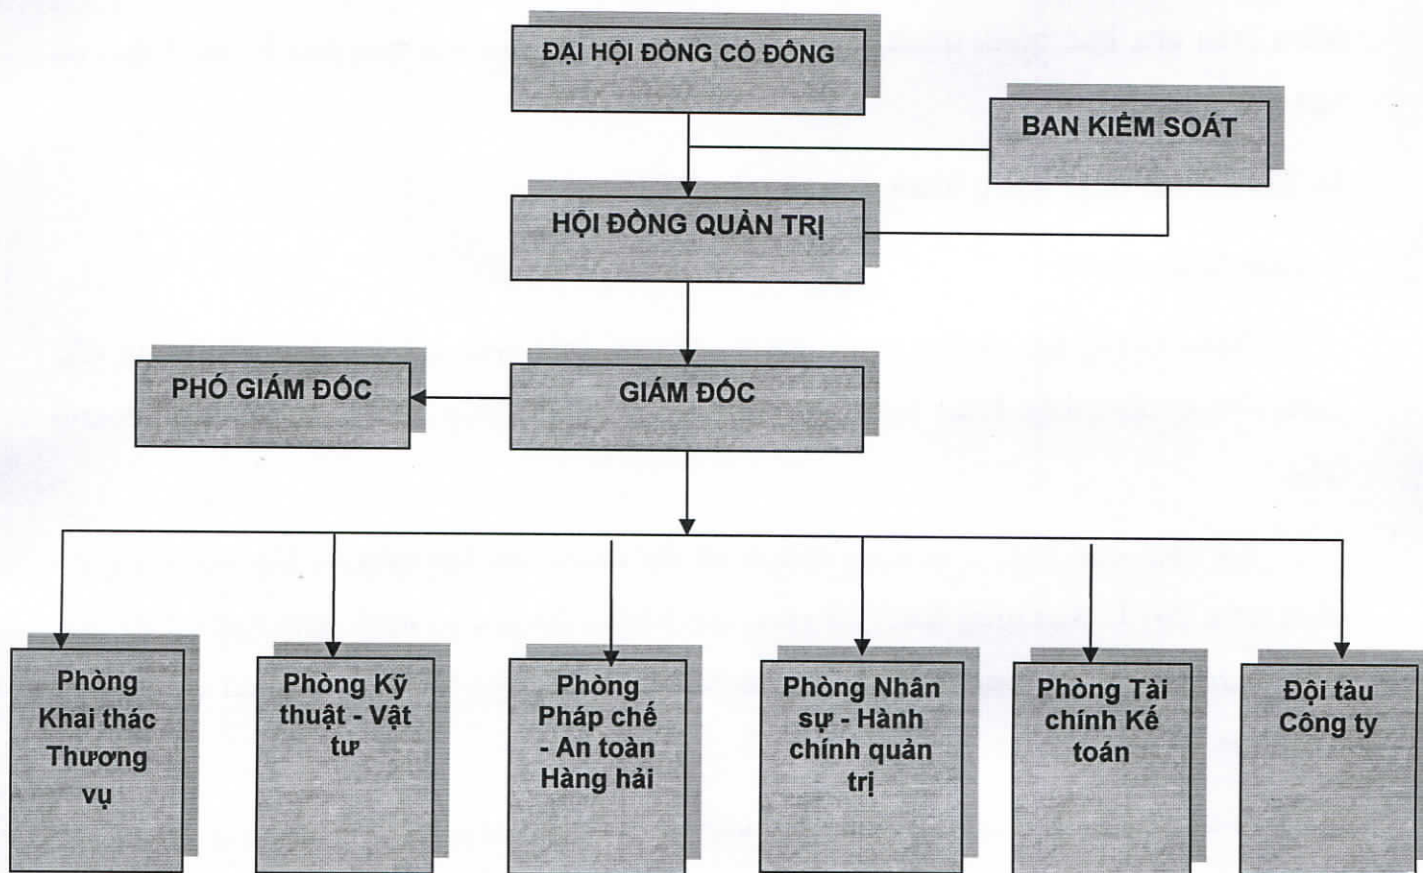 ĐẠI HỘI ĐỒNG CỔ ĐÔNG
BAN KIỂM SOÁT
HỘI ĐỒNG QUẢN TRỊ
PHÓ GIÁM ĐỐC
GIÁM ĐỐC
Phòng
Khai thác
Thương
vụ
Phòng Kỹ
thuật - Vật
tư
Phòng
Pháp chế
- An toàn
Hàng hải
Phòng Nhân
sự - Hành
chính quản
trị
Phòng Tài
chính Kế
toán
Đội tàu
Công ty